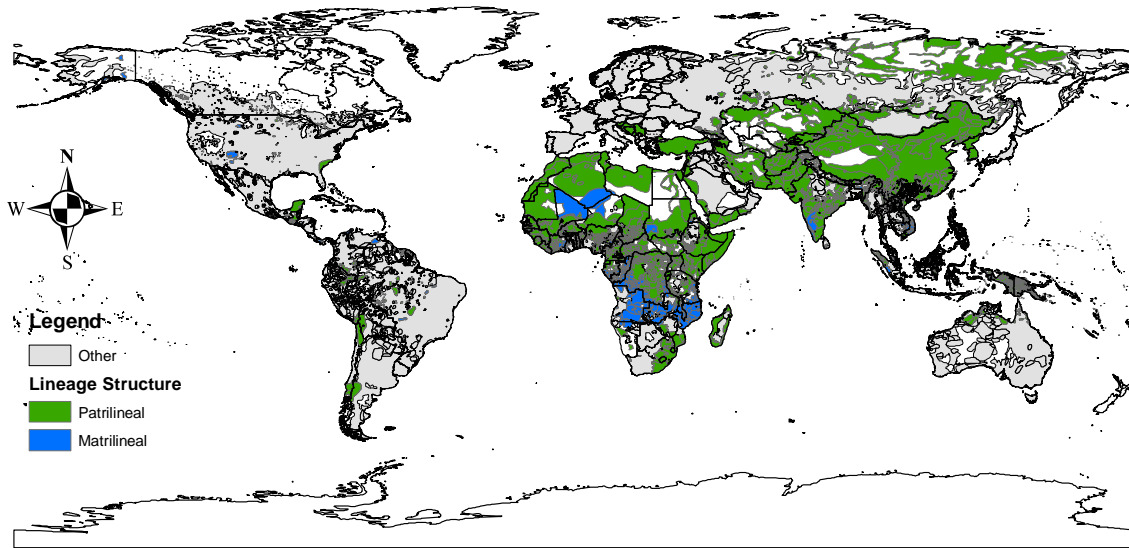 N
W E
S
Legend
Other
Lineage Structure
Patrilineal
Matrilineal